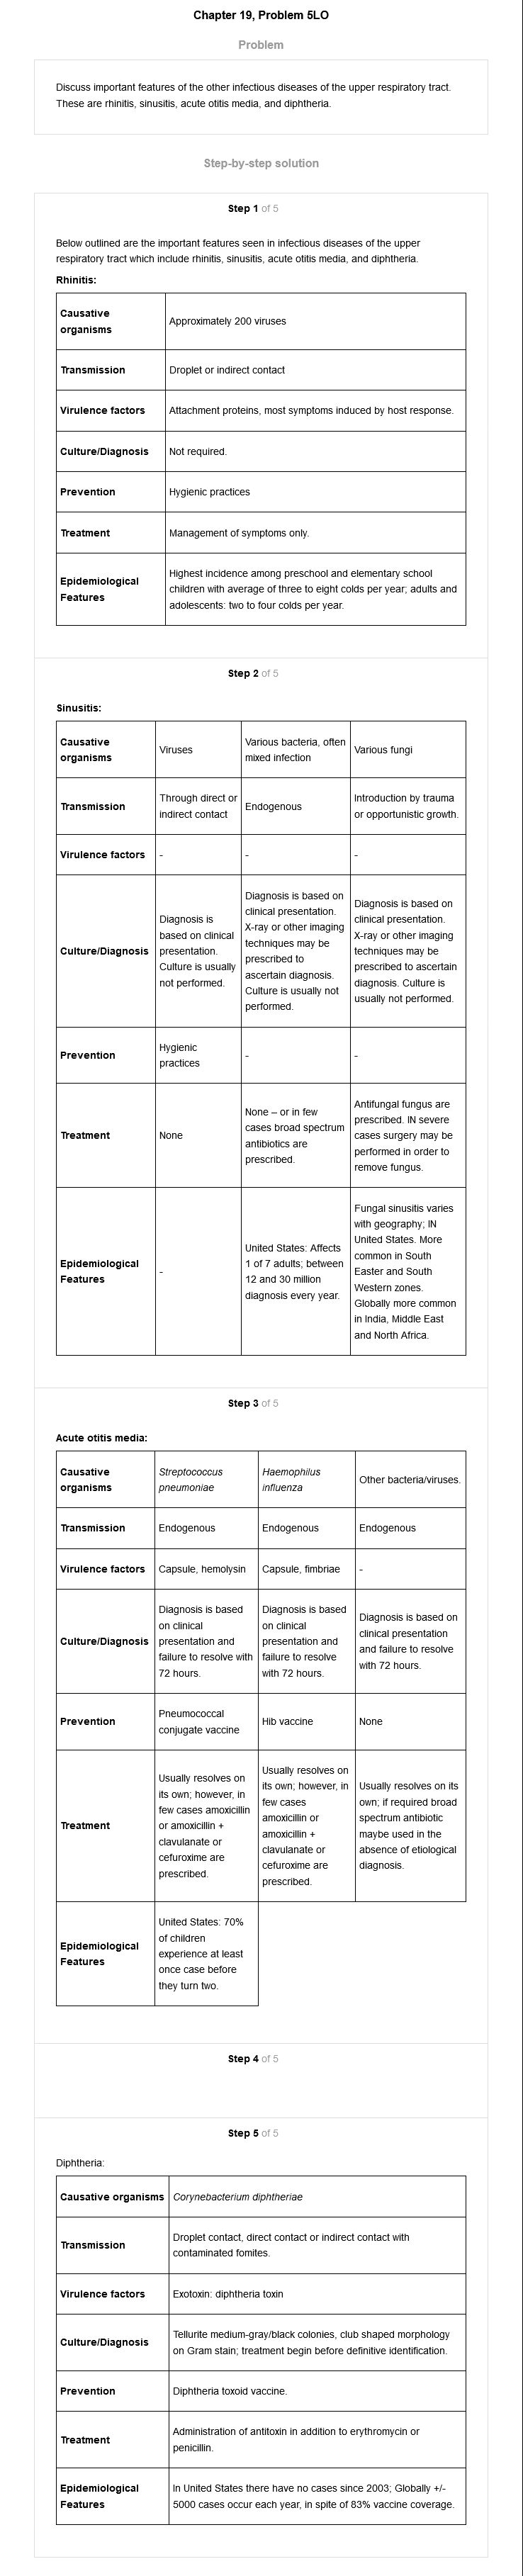 Chapter 19, Problem 5LO
Problem
Discuss important features of the other infectious diseases of the upper respiratory tract.
These are rhinitis, sinusitis, acute otitis media, and diphtheria.
Step-by-step solution
Step 1 of 5
Below outlined are the important features seen in infectious diseases of the upper
respiratory tract which include rhinitis, sinusitis, acute otitis media, and diphtheria.
Rhinitis:
Causative
organisms
Approximately 200 viruses
Transmission
Droplet or indirect contact
Virulence factors
Attachment proteins, most symptoms induced by host response.
Culture/Diagnosis
Not required.
Prevention
Hygienic practices
Treatment
Management of symptoms only.
Epidemiological
Features
Highest incidence among preschool and elementary school
children with average of three to eight colds per year; adults and
adolescents: two to four colds per year.
Step 2 of 5
Sinusitis:
Causative
organisms
Viruses
Various bacteria, often
mixed infection
Various fungi
Transmission
Through direct or
indirect contact
Endogenous
Introduction by trauma
or opportunistic growth.
Virulence factors
-
-
-
Culture/Diagnosis
Diagnosis is
based on clinical
presentation.
Culture is usually
not performed.
Diagnosis is based on
clinical presentation.
X-ray or other imaging
techniques may be
prescribed to
ascertain diagnosis.
Culture is usually not
performed.
Diagnosis is based on
clinical presentation.
X-ray or other imaging
techniques may be
prescribed to ascertain
diagnosis. Culture is
usually not performed.
Prevention
Hygienic
practices
-
-
Treatment
None
None – or in few
cases broad spectrum
antibiotics are
prescribed.
Antifungal fungus are
prescribed. IN severe
cases surgery may be
performed in order to
remove fungus.
Epidemiological
Features
-
United States: Affects
1 of 7 adults; between
12 and 30 million
diagnosis every year.
Fungal sinusitis varies
with geography; IN
United States. More
common in South
Easter and South
Western zones.
Globally more common
in India, Middle East
and North Africa.
Step 3 of 5
Acute otitis media:
Causative
organisms
Streptococcus
pneumoniae
Haemophilus
influenza
Other bacteria/viruses.
Transmission
Endogenous
Endogenous
Endogenous
Virulence factors
Capsule, hemolysin
Capsule, fimbriae
-
Culture/Diagnosis
Diagnosis is based
on clinical
presentation and
failure to resolve with
72 hours.
Diagnosis is based
on clinical
presentation and
failure to resolve
with 72 hours.
Diagnosis is based on
clinical presentation
and failure to resolve
with 72 hours.
Prevention
Pneumococcal
conjugate vaccine
Hib vaccine
None
Treatment
Usually resolves on
its own; however, in
few cases amoxicillin
or amoxicillin +
clavulanate or
cefuroxime are
prescribed.
Usually resolves on
its own; however, in
few cases
amoxicillin or
amoxicillin +
clavulanate or
cefuroxime are
prescribed.
Usually resolves on its
own; if required broad
spectrum antibiotic
maybe used in the
absence of etiological
diagnosis.
Epidemiological
Features
United States: 70%
of children
experience at least
once case before
they turn two.
Step 4 of 5
Step 5 of 5
Diphtheria:
Causative organisms
Corynebacterium diphtheriae
Transmission
Droplet contact, direct contact or indirect contact with
contaminated fomites.
Virulence factors
Exotoxin: diphtheria toxin
Culture/Diagnosis
Tellurite medium-gray/black colonies, club shaped morphology
on Gram stain; treatment begin before definitive identification.
Prevention
Diphtheria toxoid vaccine.
Treatment
Administration of antitoxin in addition to erythromycin or
penicillin.
Epidemiological
Features
In United States there have no cases since 2003; Globally +/-
5000 cases occur each year, in spite of 83% vaccine coverage.